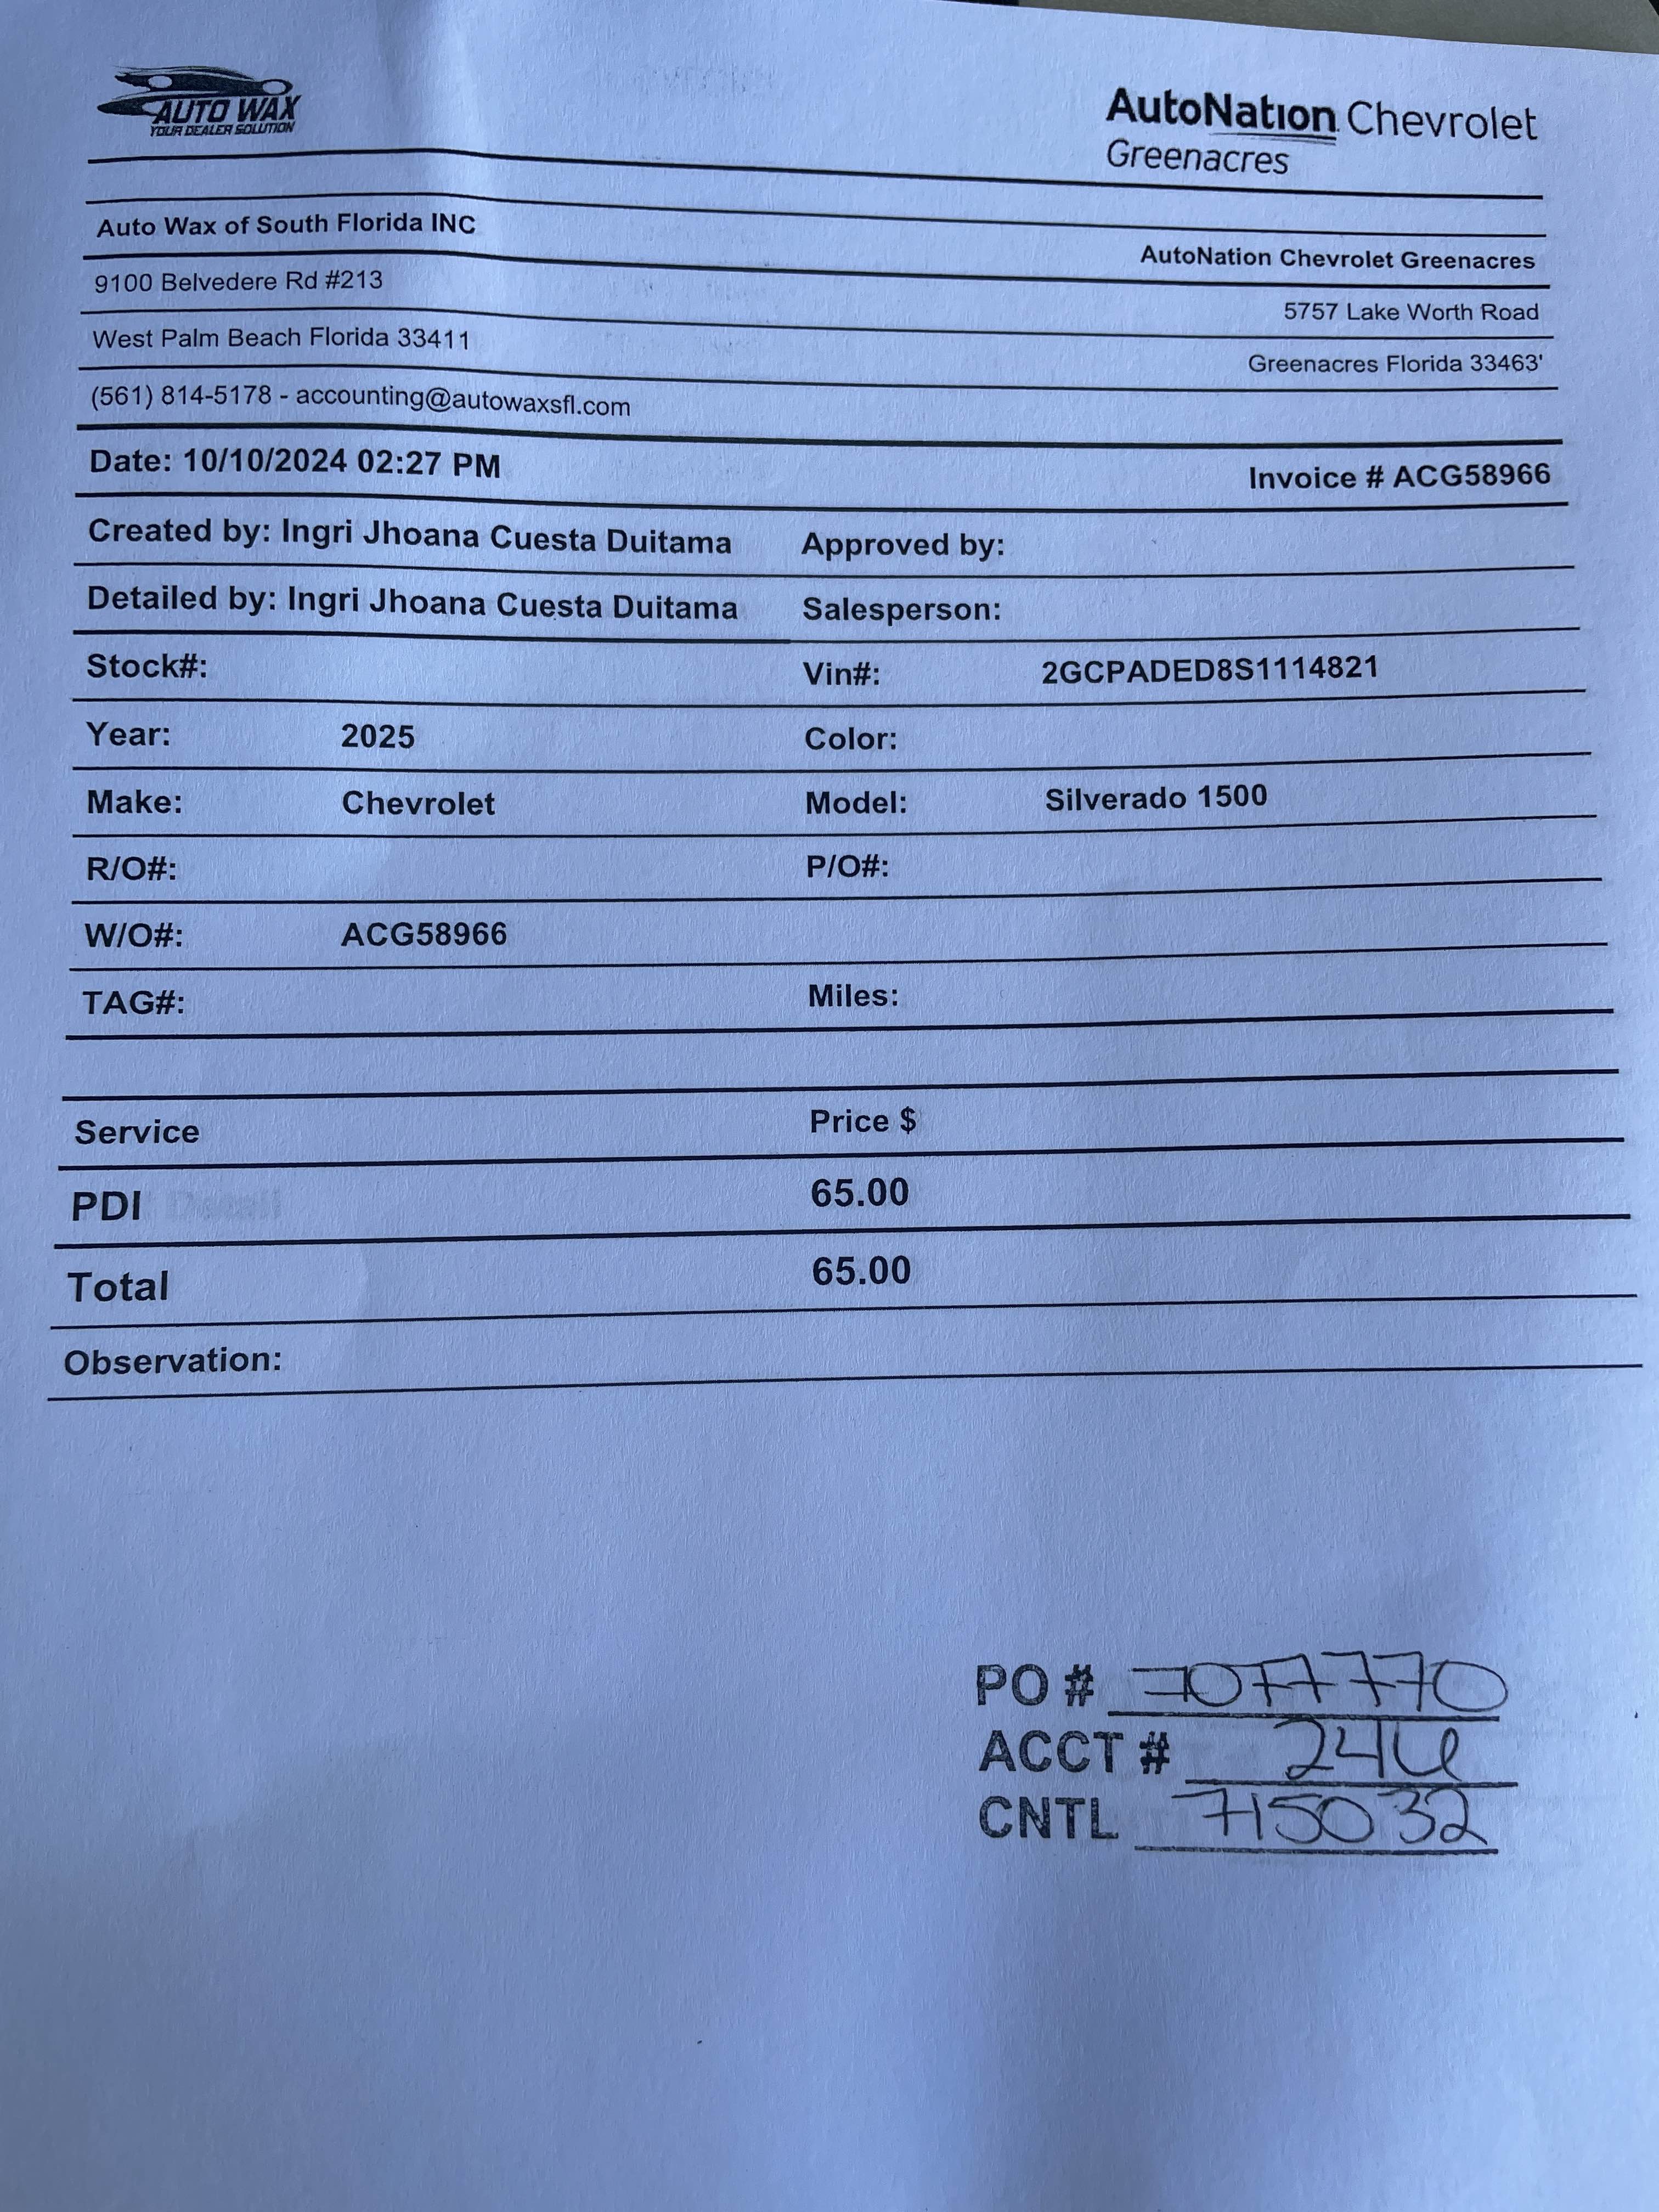 AUTO WAX
YOUR DEALER SOLUTION
AutoNation Chevrolet
Greenacres
Auto Wax of South Florida INC
AutoNation Chevrolet Greenacres
9100 Belvedere Rd #213
5757 Lake Worth Road
West Palm Beach Florida 33411
Greenacres Florida 33463'
(561) 814-5178 - accounting@autowaxsfl.com
Date: 10/10/2024 02:27 PM Invoice # ACG58966
Created by: Ingri Jhoana Cuesta Duitama Approved by:
Detailed by: Ingri Jhoana Cuesta Duitama Salesperson:
Stock#: Vin#: 2GCPADED8S1114821
Year: 2025 Color:
Make: Chevrolet Model: Silverado 1500
R/O#: P/O#:
W/O#: ACG58966
TAG#: Miles:
Service Price $
PDI Detail 65.00
Total 65.00
Observation:
PO #
ACCT # 246
CNTL 715032